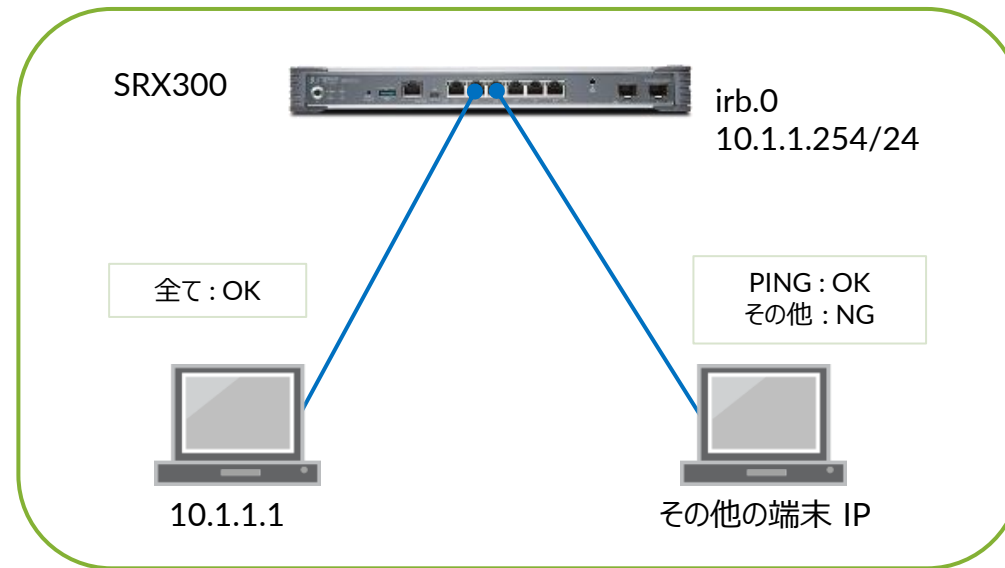 SRX300
irb.0
10.1.1.254/24
全て : OK
PING : OK
その他 : NG
10.1.1.1
その他の端末 IP